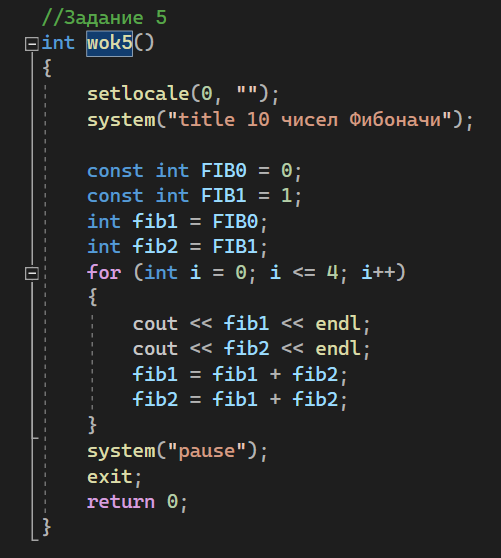 //Задание 5
int wok5()
{
setlocale(0, "");
system("title 10 чисел Фибоначи");
const int FIB0 = 0;
const int FIB1 = 1;
int fib1 = FIB0;
int fib2 = FIB1;
for (int i = 0; i <= 4; i++)
{
cout << fib1 << endl;
cout << fib2 << endl;
fib1 = fib1 + fib2;
fib2 = fib1 + fib2;
}
system("pause");
exit;
return 0;
}